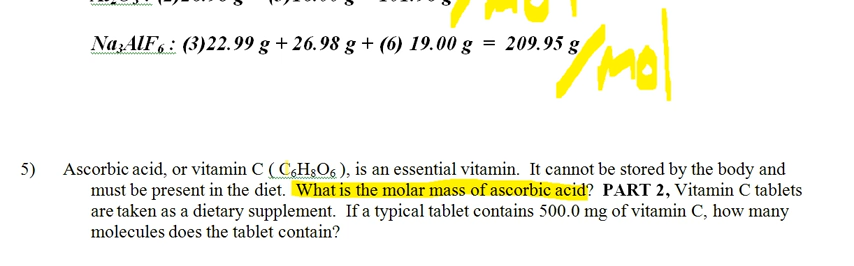 Na3AlF6 : (3)22.99 g + 26.98 g + (6) 19.00 g = 209.95 g /mol
5) Ascorbic acid, or vitamin C ( C6H8O6 ), is an essential vitamin. It cannot be stored by the body and
must be present in the diet. What is the molar mass of ascorbic acid? PART 2, Vitamin C tablets
are taken as a dietary supplement. If a typical tablet contains 500.0 mg of vitamin C, how many
molecules does the tablet contain?